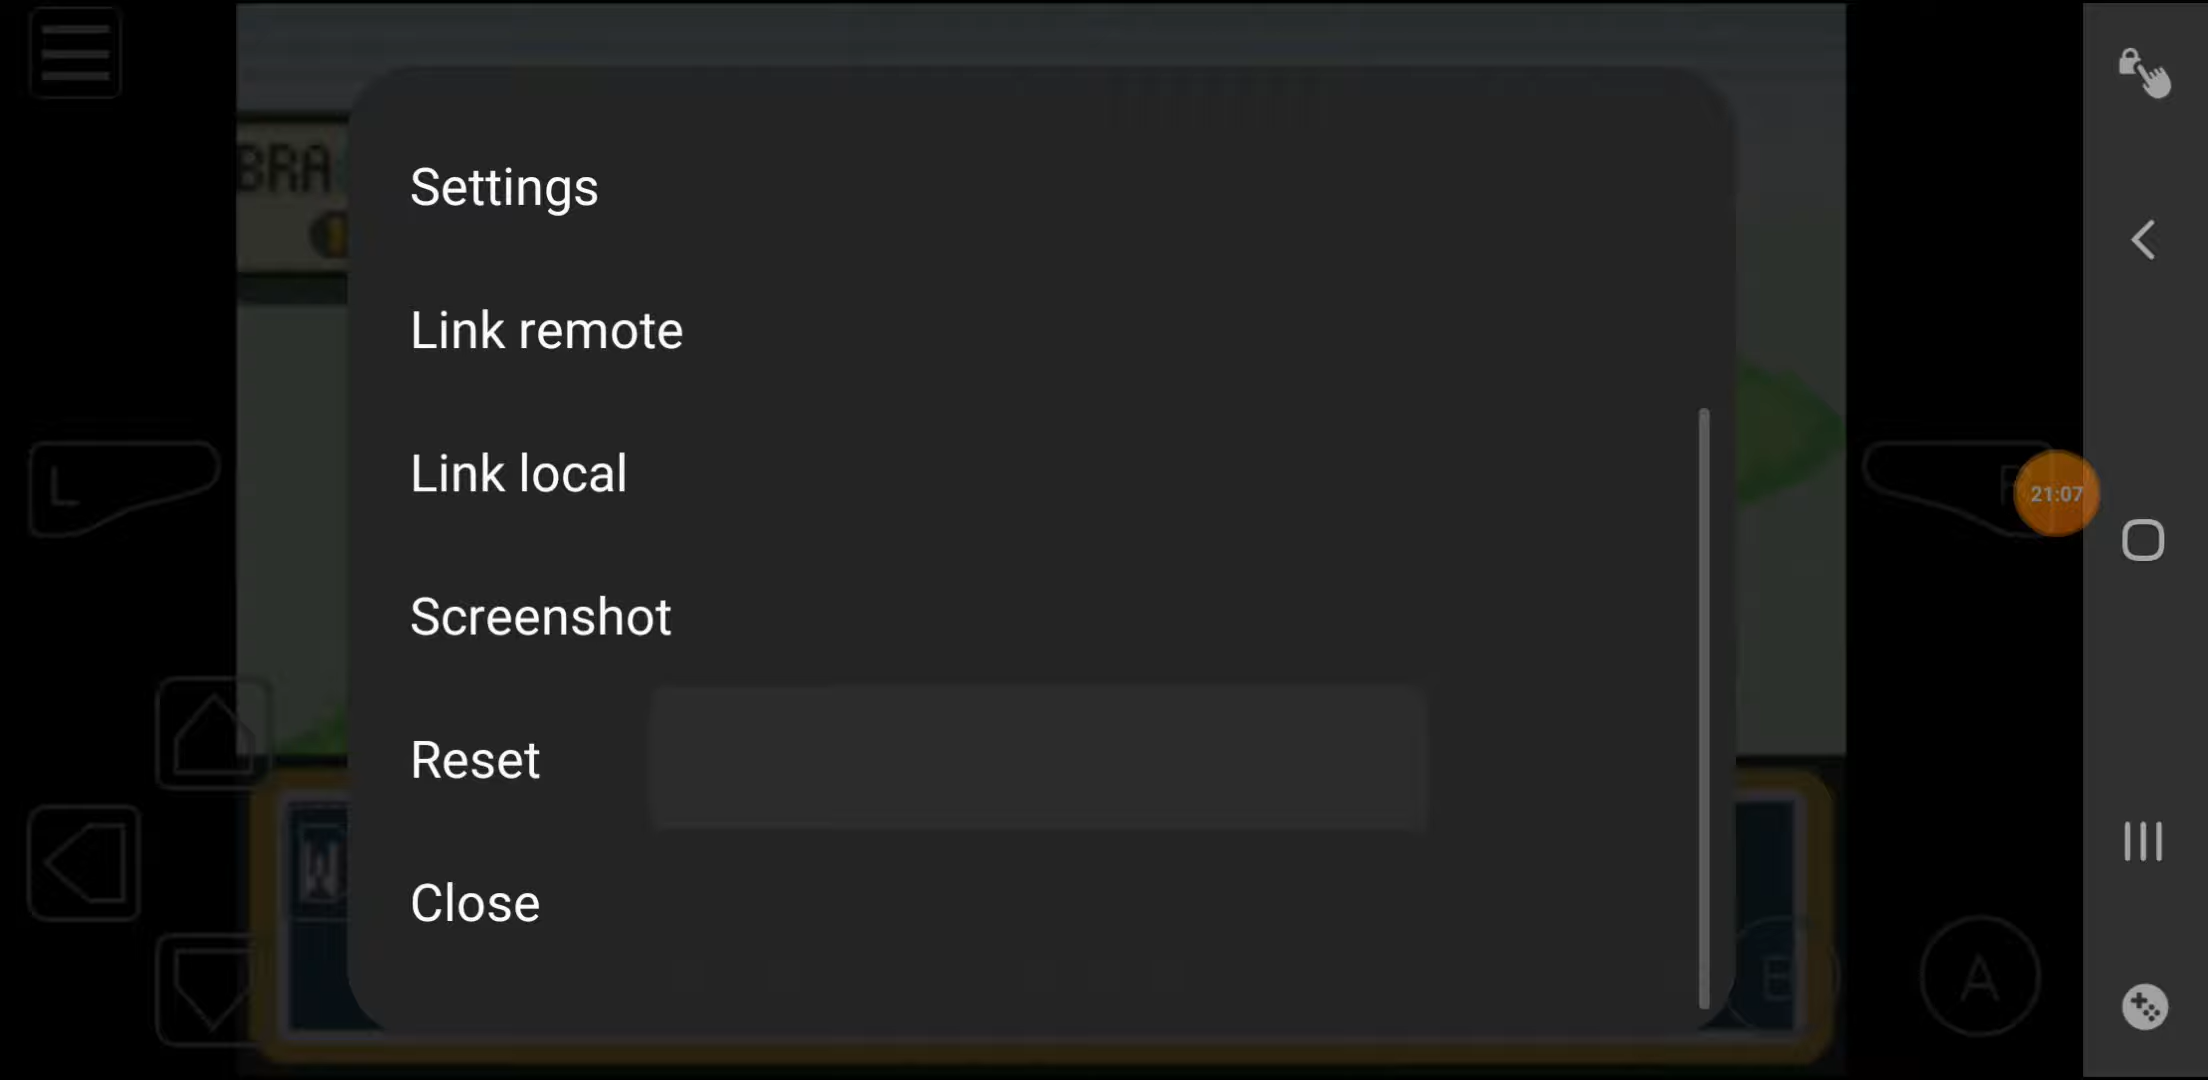 BRA
Settings
Link remote
Link local
L
21:07
Screenshot
Reset
W
Close
B
A